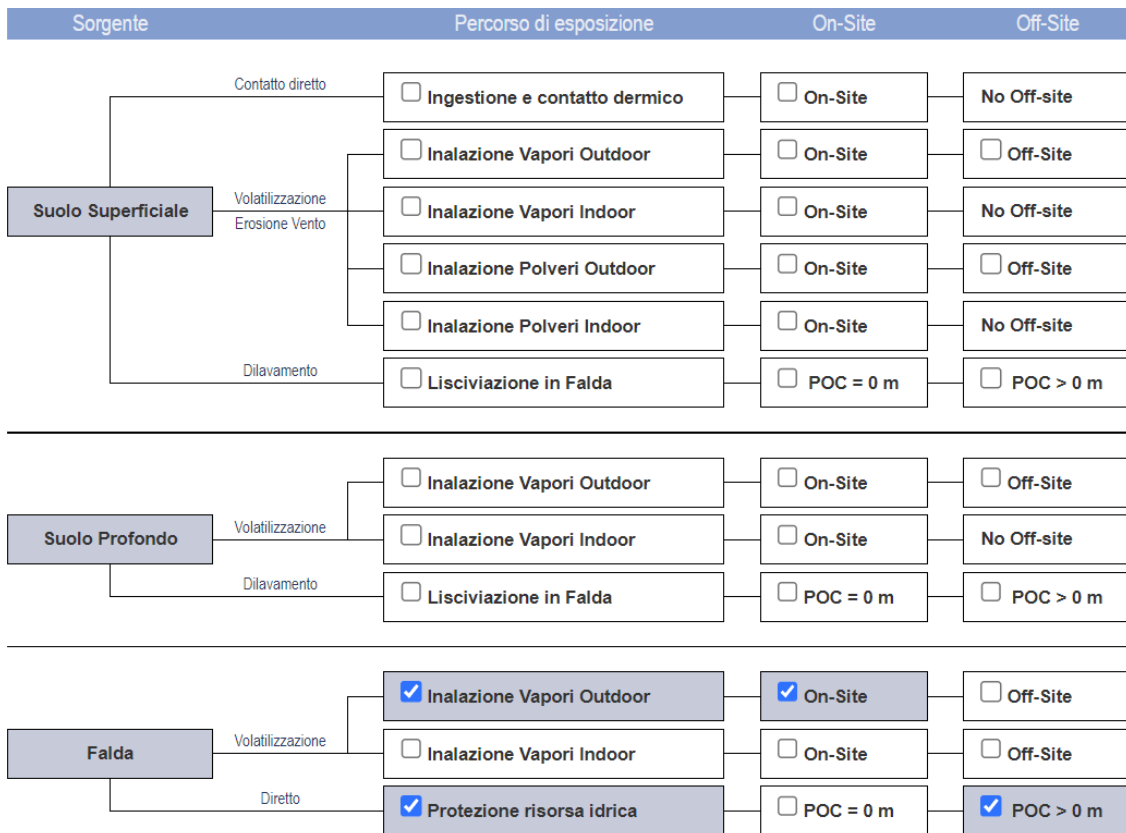 Sorgente Percorso di esposizione On-Site Off-Site
Contatto diretto
Ingestione e contatto dermico On-Site No Off-site
Inalazione Vapori Outdoor On-Site Off-Site
Suolo Superficiale
Volatilizzazione
Erosione Vento
Inalazione Vapori Indoor On-Site No Off-site
Inalazione Polveri Outdoor On-Site Off-Site
Inalazione Polveri Indoor On-Site No Off-site
Dilavamento
Lisciviazione in Falda POC = 0 m POC > 0 m
Inalazione Vapori Outdoor On-Site Off-Site
Suolo Profondo
Volatilizzazione
Inalazione Vapori Indoor On-Site No Off-site
Dilavamento
Lisciviazione in Falda POC = 0 m POC > 0 m
Inalazione Vapori Outdoor On-Site Off-Site
Falda
Volatilizzazione
Inalazione Vapori Indoor On-Site Off-Site
Diretto
Protezione risorsa idrica POC = 0 m POC > 0 m